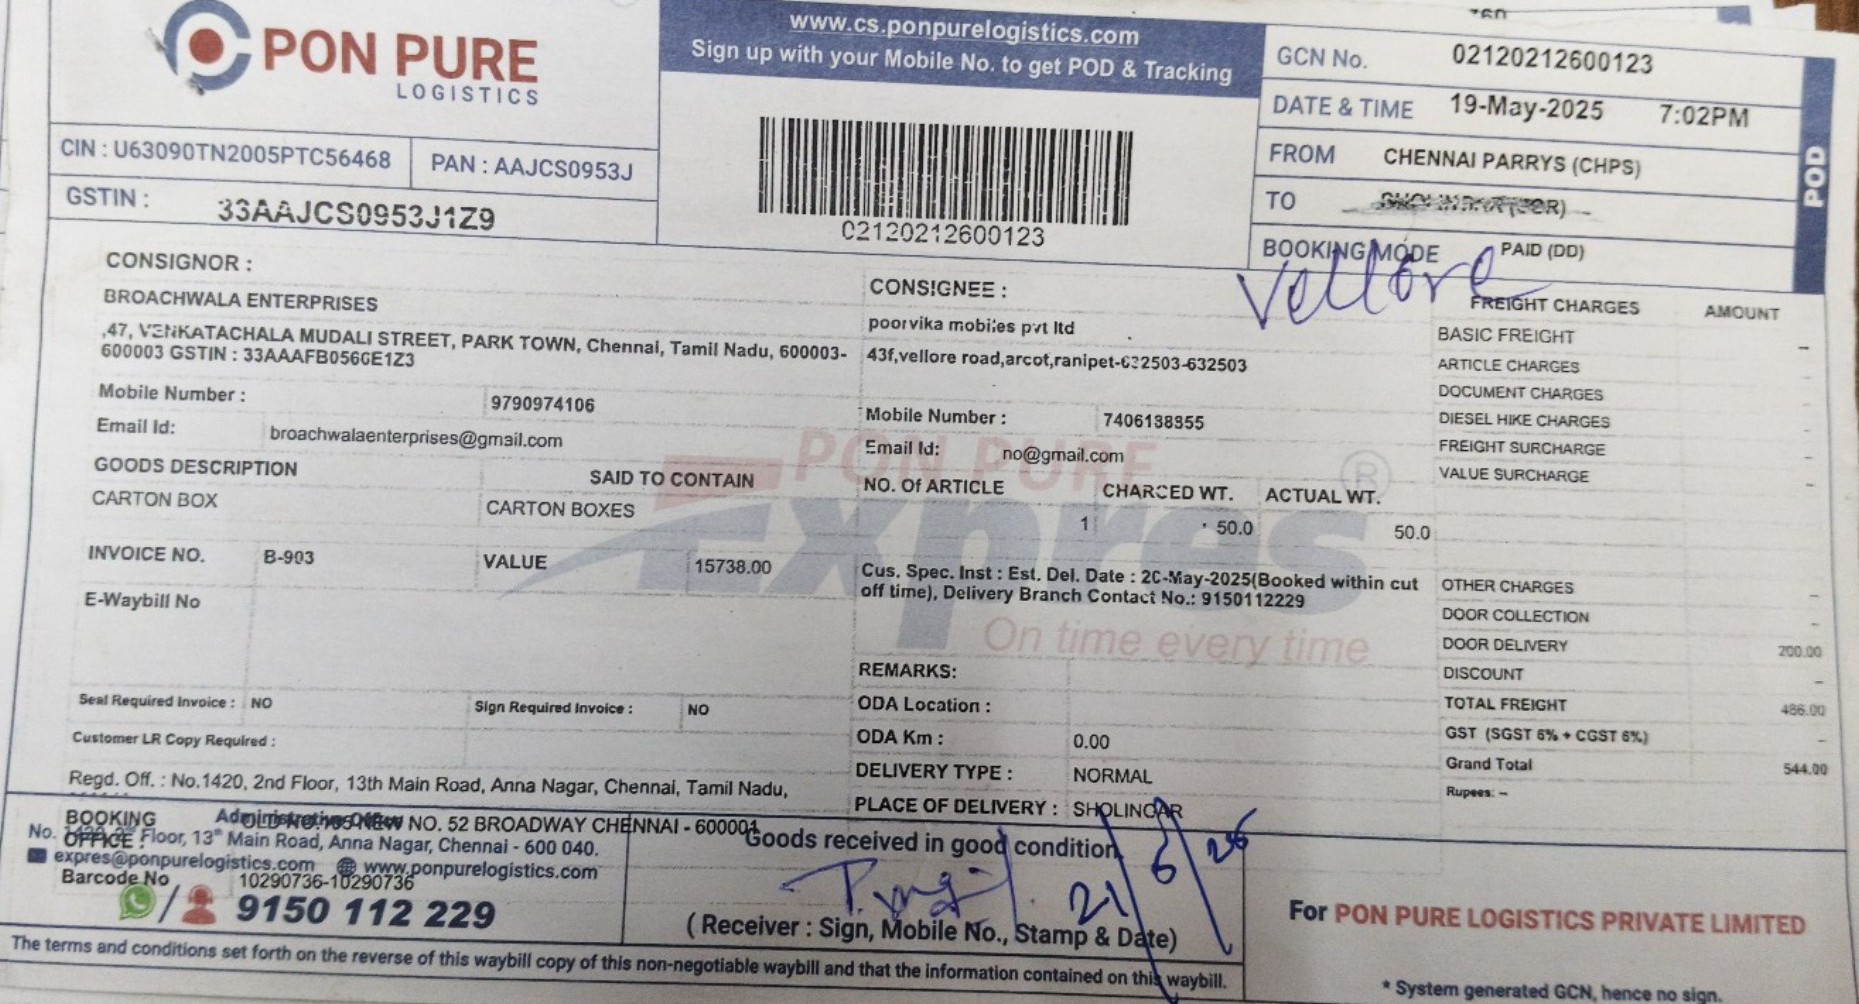 PON PURE
LOGISTICS
www.cs.ponpurelogistics.com
Sign up with your Mobile No. to get POD & Tracking
02120212600123
CIN : U63090TN2005PTC56468
PAN : AAJCS0953J
GSTIN : 33AAJCS0953J1Z9
GCN No. 02120212600123
DATE & TIME 19-May-2025 7:02PM
FROM CHENNAI PARRYS (CHPS)
TO
BOOKING MODE PAID (DD)
POD
Vellore
CONSIGNOR :
BROACHWALA ENTERPRISES
,47, VENKATACHALA MUDALI STREET, PARK TOWN, Chennai, Tamil Nadu, 600003-
600003 GSTIN : 33AAAFB0566E1Z3
Mobile Number : 9790974106
Email Id: broachwalaenterprises@gmail.com
CONSIGNEE :
poorvika mobiles pvt ltd
43f,vellore road,arcot,ranipet-632503-632503
Mobile Number : 7406138355
Email Id: no@gmail.com
GOODS DESCRIPTION SAID TO CONTAIN
CARTON BOX CARTON BOXES
NO. Of ARTICLE CHARGED WT. ACTUAL WT.
1 50.0 50.0
INVOICE NO. B-903 VALUE 15738.00
E-Waybill No
Cus. Spec. Inst : Est. Del. Date : 20-May-2025(Booked within cut
off time), Delivery Branch Contact No.: 9150112229
PON PURE
Expres ®
On time every time
REMARKS:
ODA Location :
ODA Km : 0.00
DELIVERY TYPE : NORMAL
PLACE OF DELIVERY : SHOLINGAR
Seal Required Invoice : NO Sign Required Invoice : NO
Customer LR Copy Required :
Regd. Off. : No.1420, 2nd Floor, 13th Main Road, Anna Nagar, Chennai, Tamil Nadu,
FREIGHT CHARGES AMOUNT
BASIC FREIGHT –
ARTICLE CHARGES -
DOCUMENT CHARGES -
DIESEL HIKE CHARGES -
FREIGHT SURCHARGE -
VALUE SURCHARGE -
OTHER CHARGES -
DOOR COLLECTION -
DOOR DELIVERY 200.00
DISCOUNT -
TOTAL FREIGHT 486.00
GST (SGST 6% + CGST 6%) -
Grand Total 544.00
Rupees: --
BOOKING
OFFICE :
Administrative Office
NEW NO. 52 BROADWAY CHENNAI - 600001
No. Floor, 13th Main Road, Anna Nagar, Chennai - 600 040.
expres@ponpurelogistics.com www.ponpurelogistics.com
Barcode No 10290736-10290736
9150 112 229
Goods received in good condition
21/6/25
( Receiver : Sign, Mobile No., Stamp & Date)
For PON PURE LOGISTICS PRIVATE LIMITED
The terms and conditions set forth on the reverse of this waybill copy of this non-negotiable waybill and that the information contained on this waybill.
* System generated GCN, hence no sign.